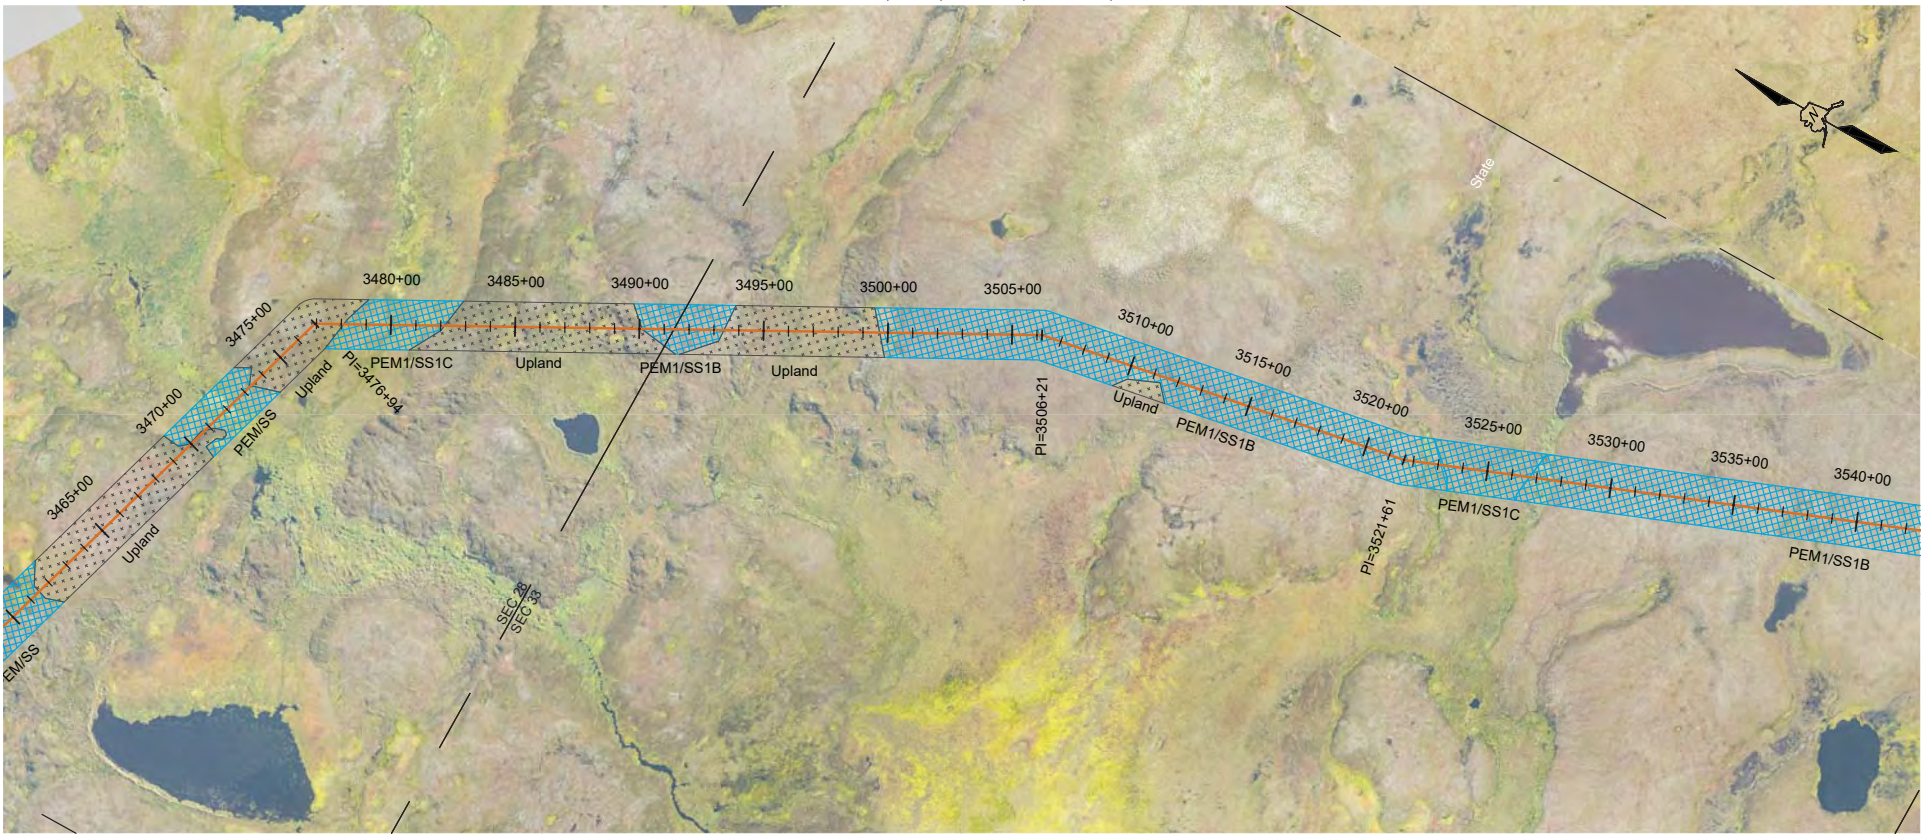 State
3480+00
3485+00
3490+00
3495+00
3500+00
3505+00
3475+00
3510+00
3515+00
3470+00
3520+00
3525+00
3530+00
3535+00
3540+00
3465+00
Upland
PI=3476+94
PEM1/SS1C
Upland
PEM1/SS1B
Upland
PI=3506+21
Upland
PEM1/SS1B
PEM/SS
PI=3521+61
PEM1/SS1C
PEM1/SS1B
Upland
SEC 28
SEC 33
EM/SS
N